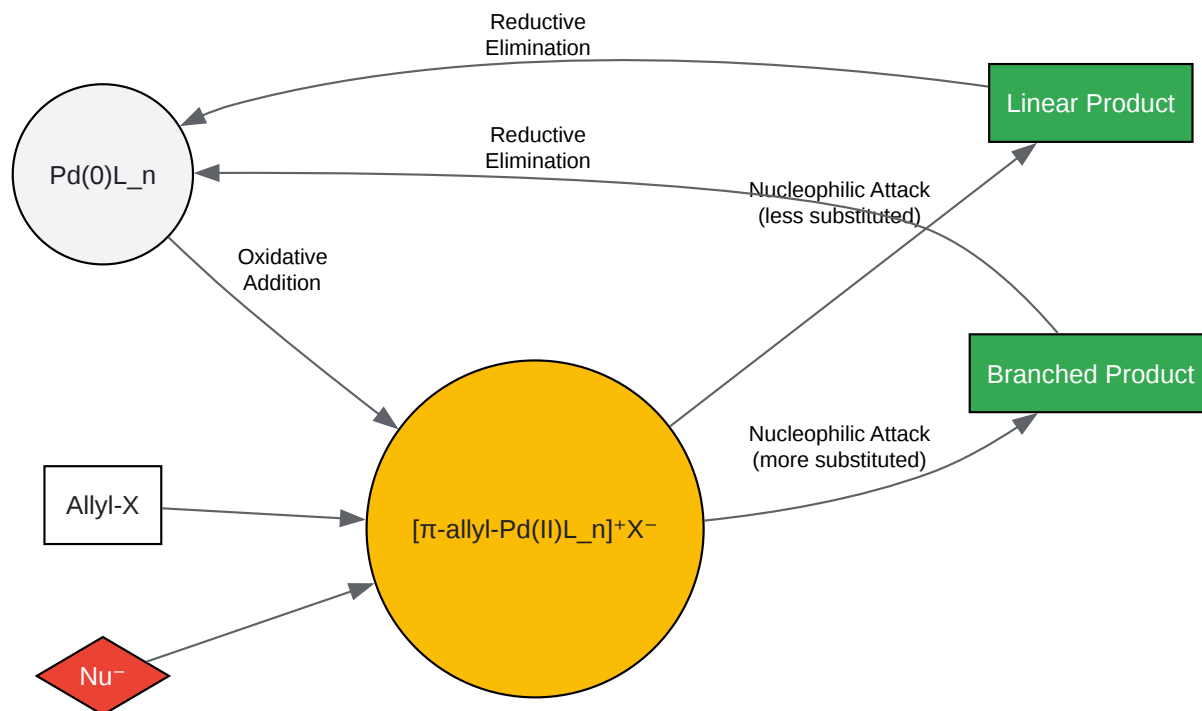 Reductive
Elimination
Linear Product
Reductive
Elimination
Pd(0)L_n
Nucleophilic Attack
(less substituted)
Oxidative
Addition
Branched Product
Nucleophilic Attack
(more substituted)
Allyl-X
[π-allyl-Pd(II)L_n]⁺X⁻
Nu⁻